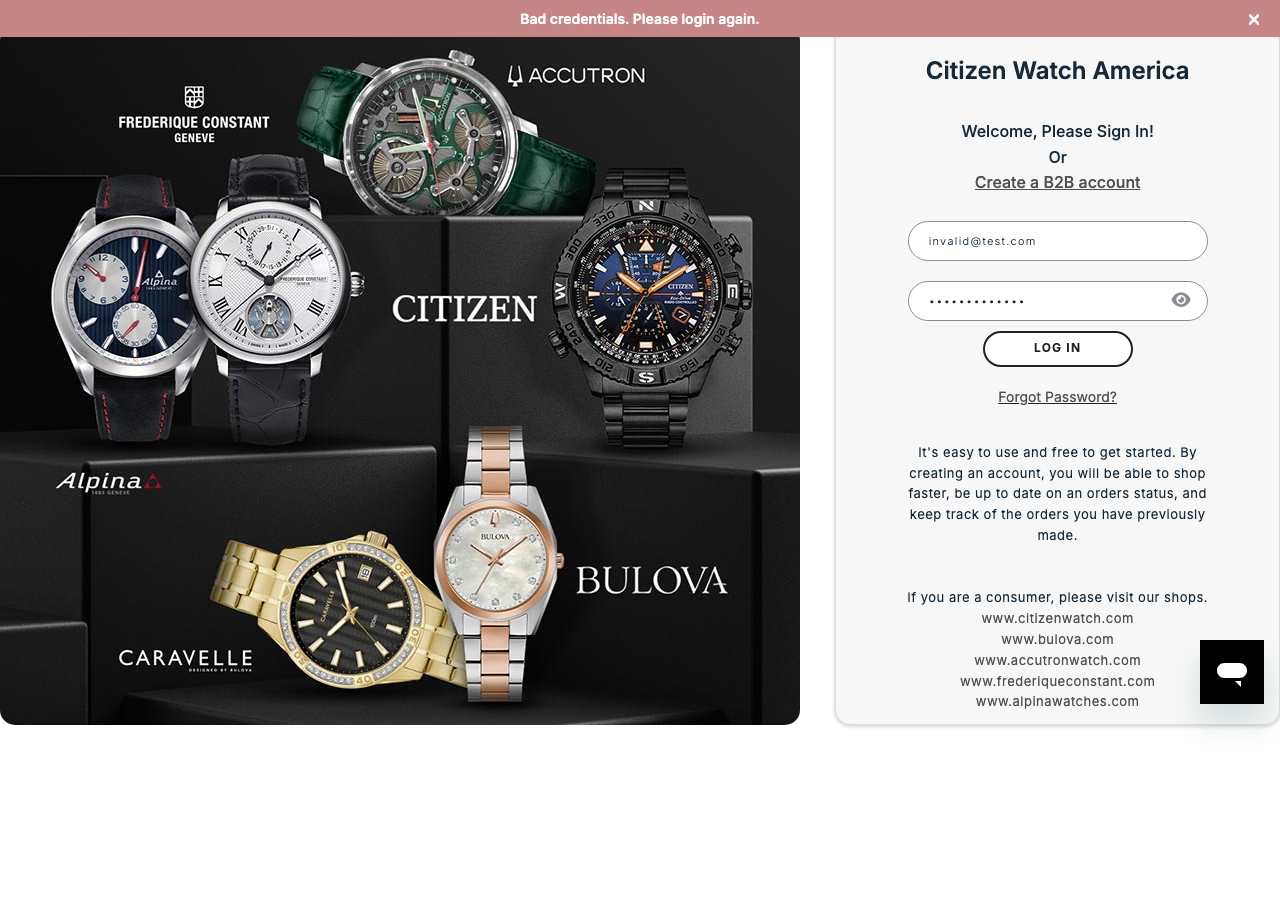 Bad credentials. Please login again.
ACCUTRON
FREDERIQUE CONSTANT
GENEVE
CITIZEN
Alpina
1883 GENEVE
BULOVA
CARAVELLE
DESIGNED BY BULOVA
Citizen Watch America
Welcome, Please Sign In!
Or
Create a B2B account
invalid@test.com
•••••••••••••
LOG IN
Forgot Password?
It's easy to use and free to get started. By
creating an account, you will be able to shop
faster, be up to date on an orders status, and
keep track of the orders you have previously
made.
If you are a consumer, please visit our shops.
www.citizenwatch.com
www.bulova.com
www.accutronwatch.com
www.frederiqueconstant.com
www.alpinawatches.com